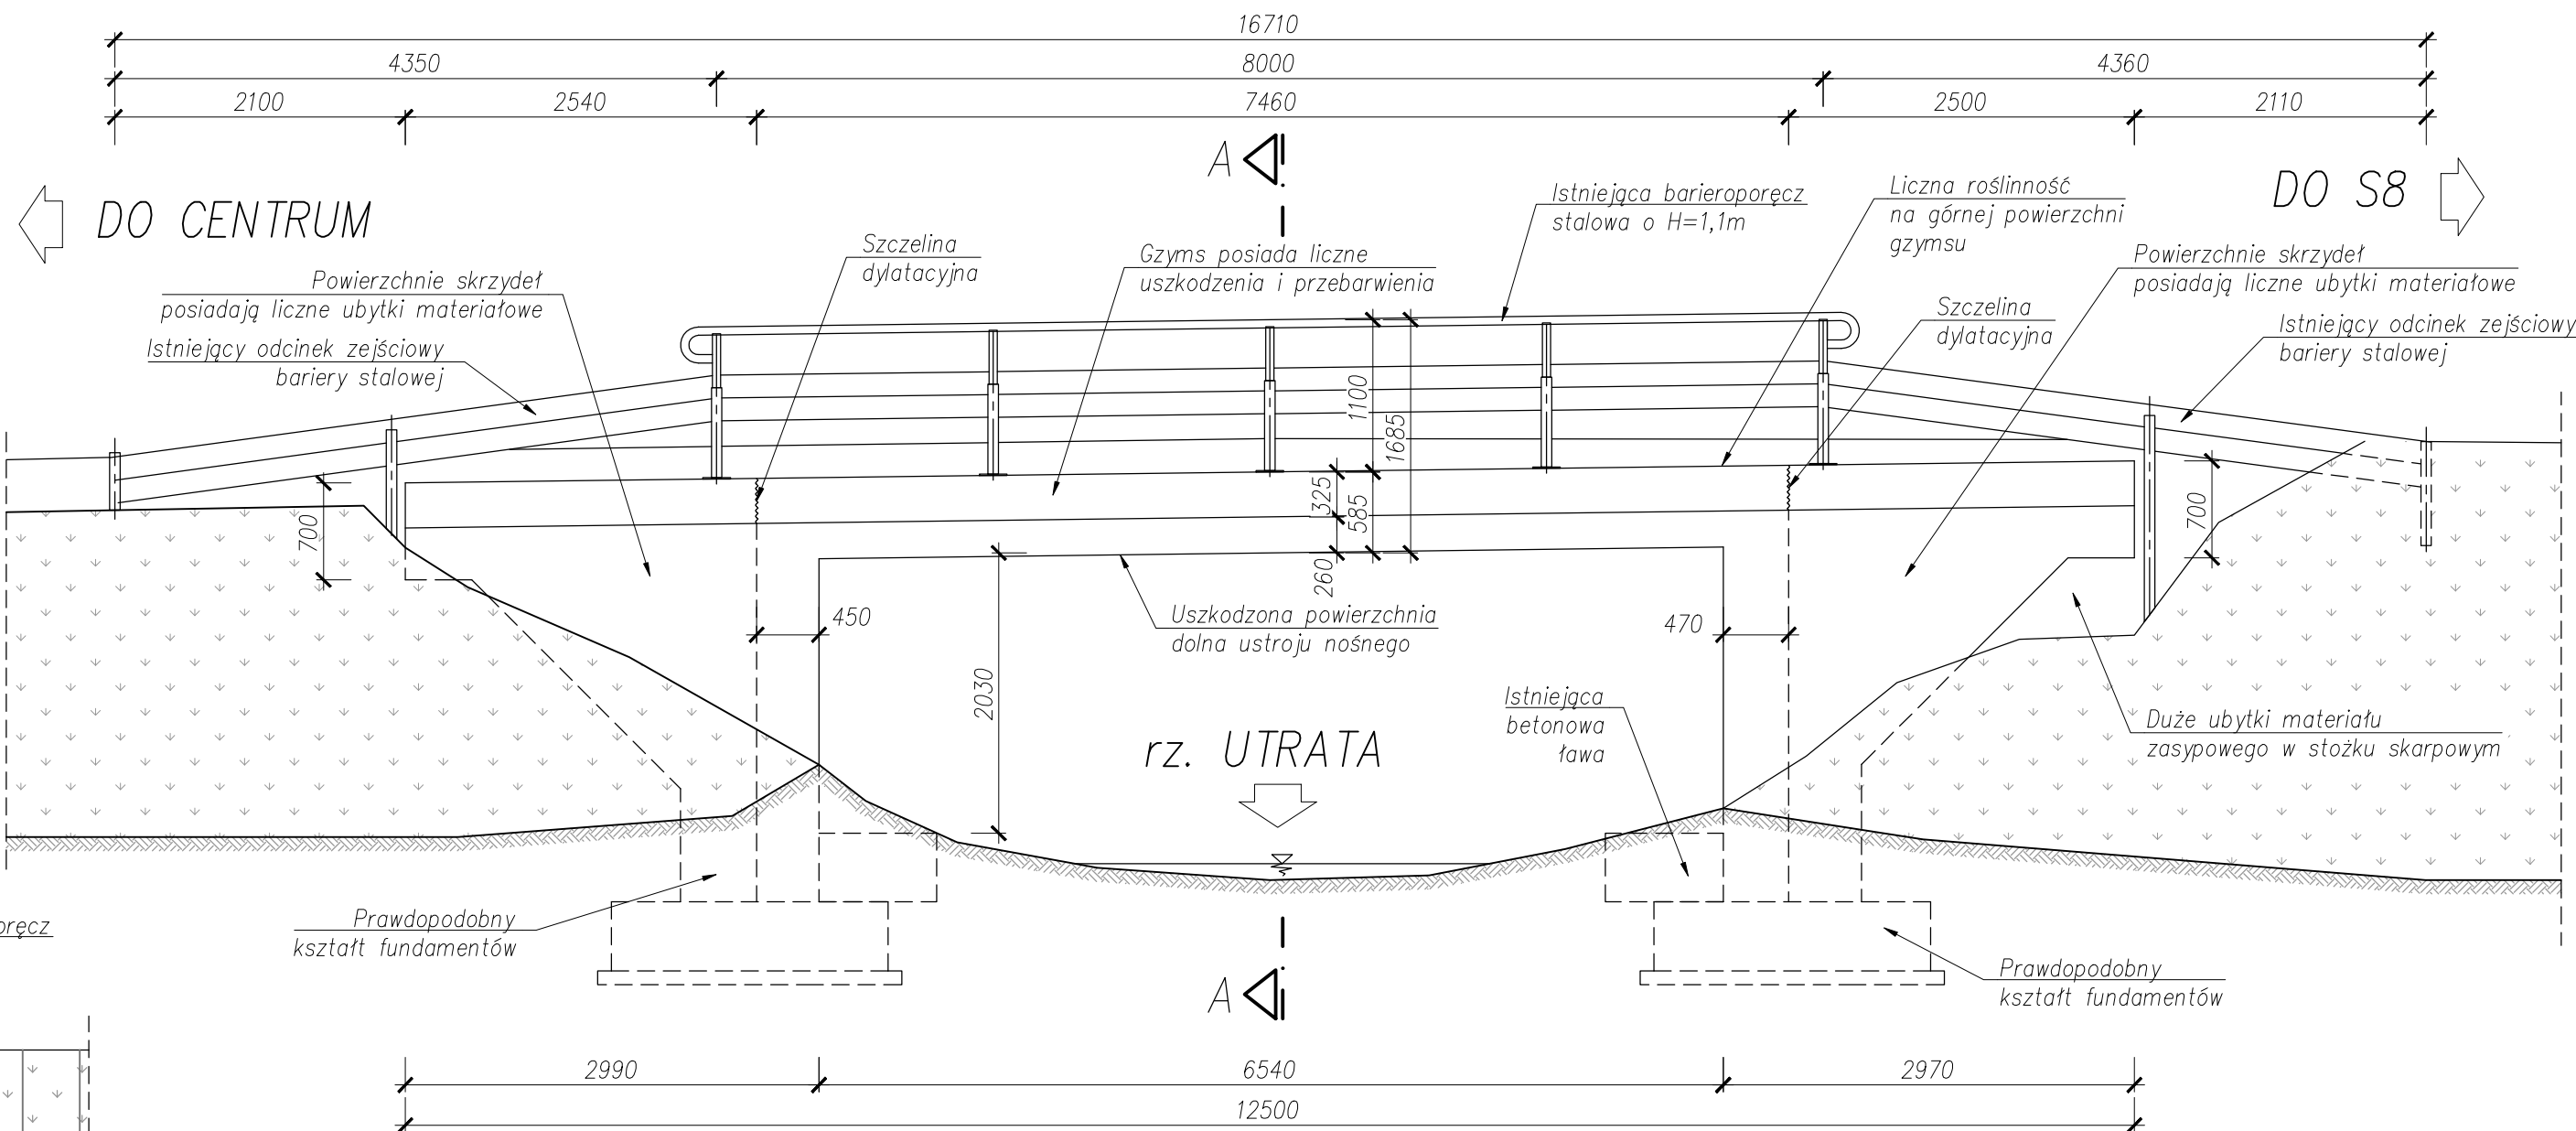 16710
4350
8000
4360
2100
2540
7460
2500
2110
A
DO CENTRUM
DO S8
Istniejąca barieroporęcz
stalowa o H=1,1m
Liczna roślinność
na górnej powierzchni
gzymsu
Szczelina
dylatacyjna
Gzyms posiada liczne
uszkodzenia i przebarwienia
Powierzchnie skrzydeł
posiadają liczne ubytki materiałowe
Powierzchnie skrzydeł
posiadają liczne ubytki materiałowe
Szczelina
dylatacyjna
Istniejący odcinek zejściowy
bariery stalowej
Istniejący odcinek zejściowy
bariery stalowej
1100
1685
325
585
260
700
700
450
470
2030
Uszkodzona powierzchnia
dolna ustroju nośnego
Istniejąca
betonowa
ława
rz. UTRATA
Duże ubytki materiału
zasypowego w stożku skarpowym
oręcz
Prawdopodobny
kształt fundamentów
Prawdopodobny
kształt fundamentów
A
2990
6540
2970
12500